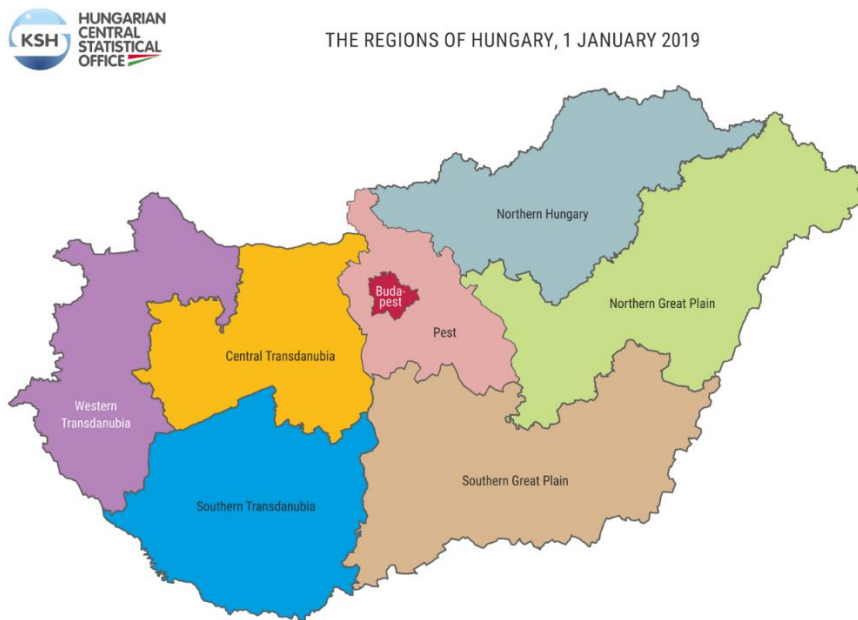 KSH
HUNGARIAN
CENTRAL
STATISTICAL
OFFICE
THE REGIONS OF HUNGARY, 1 JANUARY 2019
Northern Hungary
Buda-
pest
Northern Great Plain
Pest
Central Transdanubia
Western
Transdanubia
Southern Great Plain
Southern Transdanubia